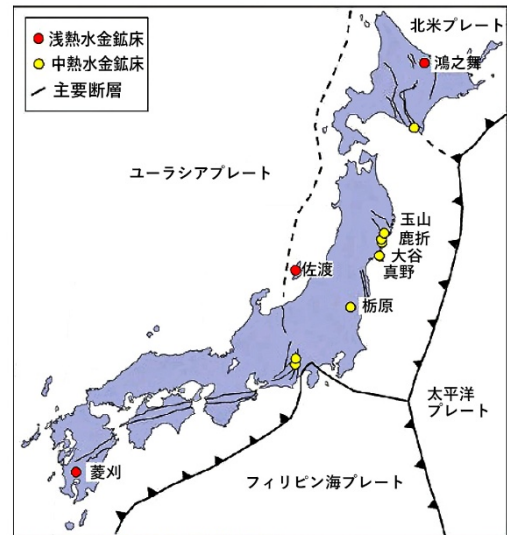 浅熱水金鉱床
中熱水金鉱床
主要断層
北米プレート
鴻之舞
ユーラシアプレート
玉山
鹿折
大谷
真野
佐渡
栃原
太平洋
プレート
菱刈
フィリピン海プレート